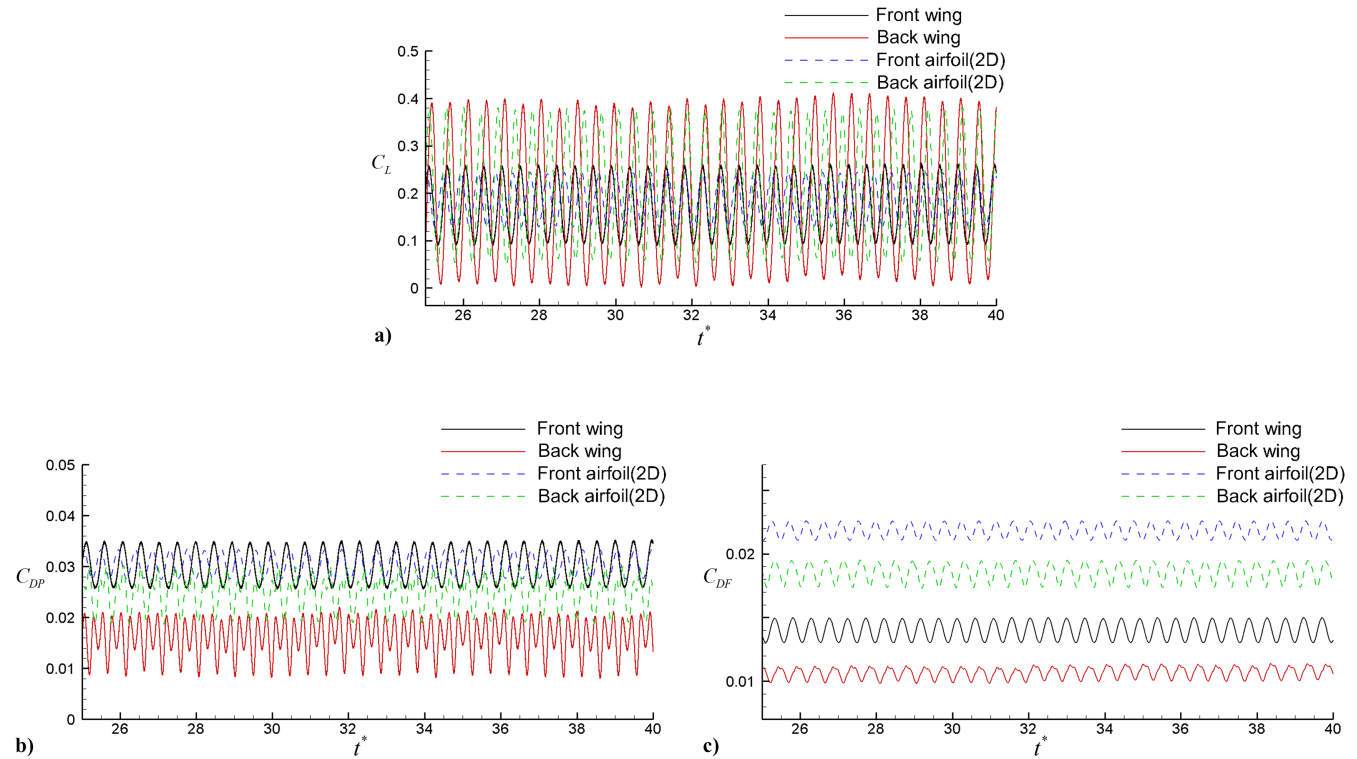 Front wing
Back wing
Front airfoil(2D)
Back airfoil(2D)
0.5
0.4
0.3
0.2
0.1
0
C_L
26 28 30 32 34 36 38 40
t*
a)
Front wing
Back wing
Front airfoil(2D)
Back airfoil(2D)
0.05
0.04
0.03
0.02
0.01
0
C_DP
26 28 30 32 34 36 38 40
t*
b)
Front wing
Back wing
Front airfoil(2D)
Back airfoil(2D)
0.02
0.01
C_DF
26 28 30 32 34 36 38 40
t*
c)